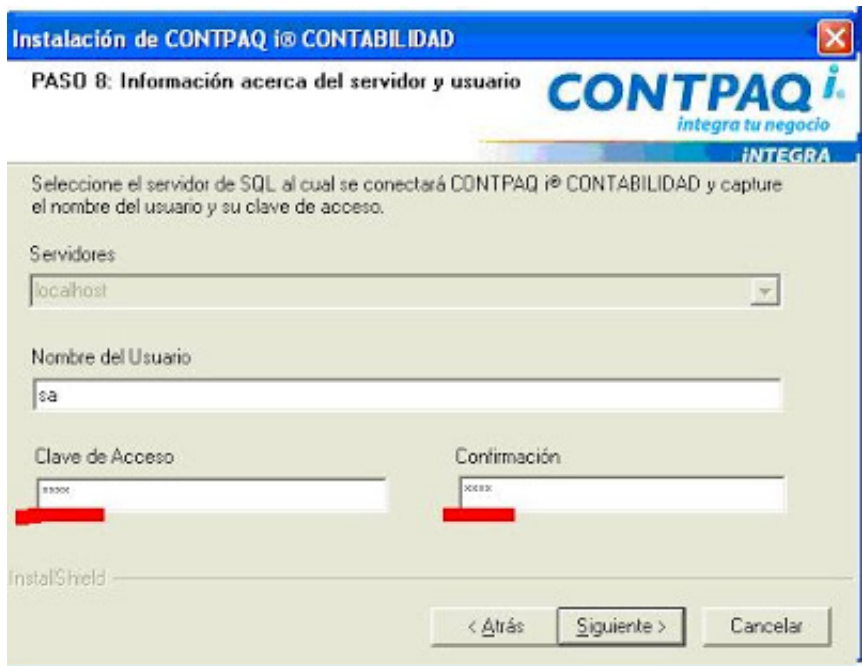 Instalación de CONTPAQ i® CONTABILIDAD
PASO 8: Información acerca del servidor y usuario
CONTPAQ i®
integra tu negocio
iNTEGRA
Seleccione el servidor de SQL al cual se conectará CONTPAQ i® CONTABILIDAD y capture
el nombre del usuario y su clave de acceso.
Servidores
localhost
Nombre del Usuario
sa
Clave de Acceso
Confirmación
xxxx
xxxx
InstallShield
< Atrás
Siguiente >
Cancelar